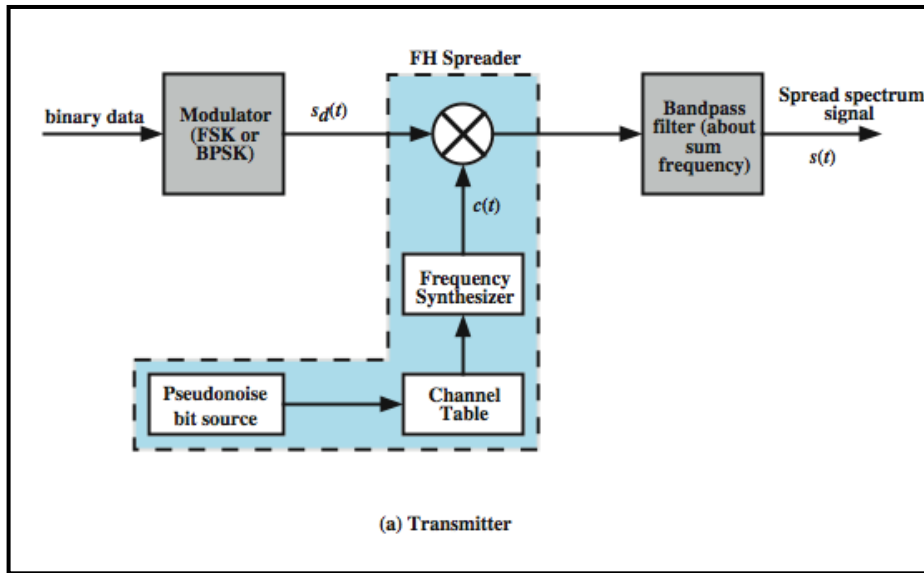 FH Spreader
binary data
Modulator
(FSK or
BPSK)
s_d(t)
Bandpass
filter (about
sum
frequency)
Spread spectrum
signal
s(t)
c(t)
Frequency
Synthesizer
Pseudonoise
bit source
Channel
Table
(a) Transmitter